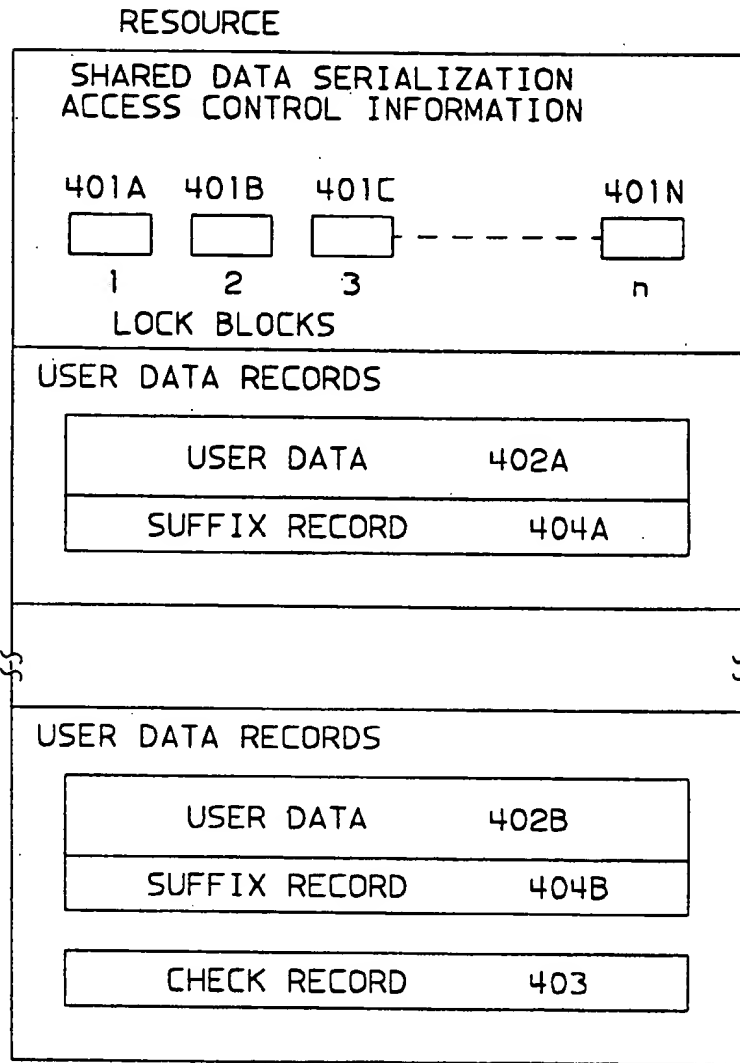 RESOURCE
SHARED DATA SERIALIZATION
ACCESS CONTROL INFORMATION
401A 401B 401C 401N
1 2 3 n
LOCK BLOCKS
USER DATA RECORDS
USER DATA 402A
SUFFIX RECORD 404A
USER DATA RECORDS
USER DATA 402B
SUFFIX RECORD 404B
CHECK RECORD 403